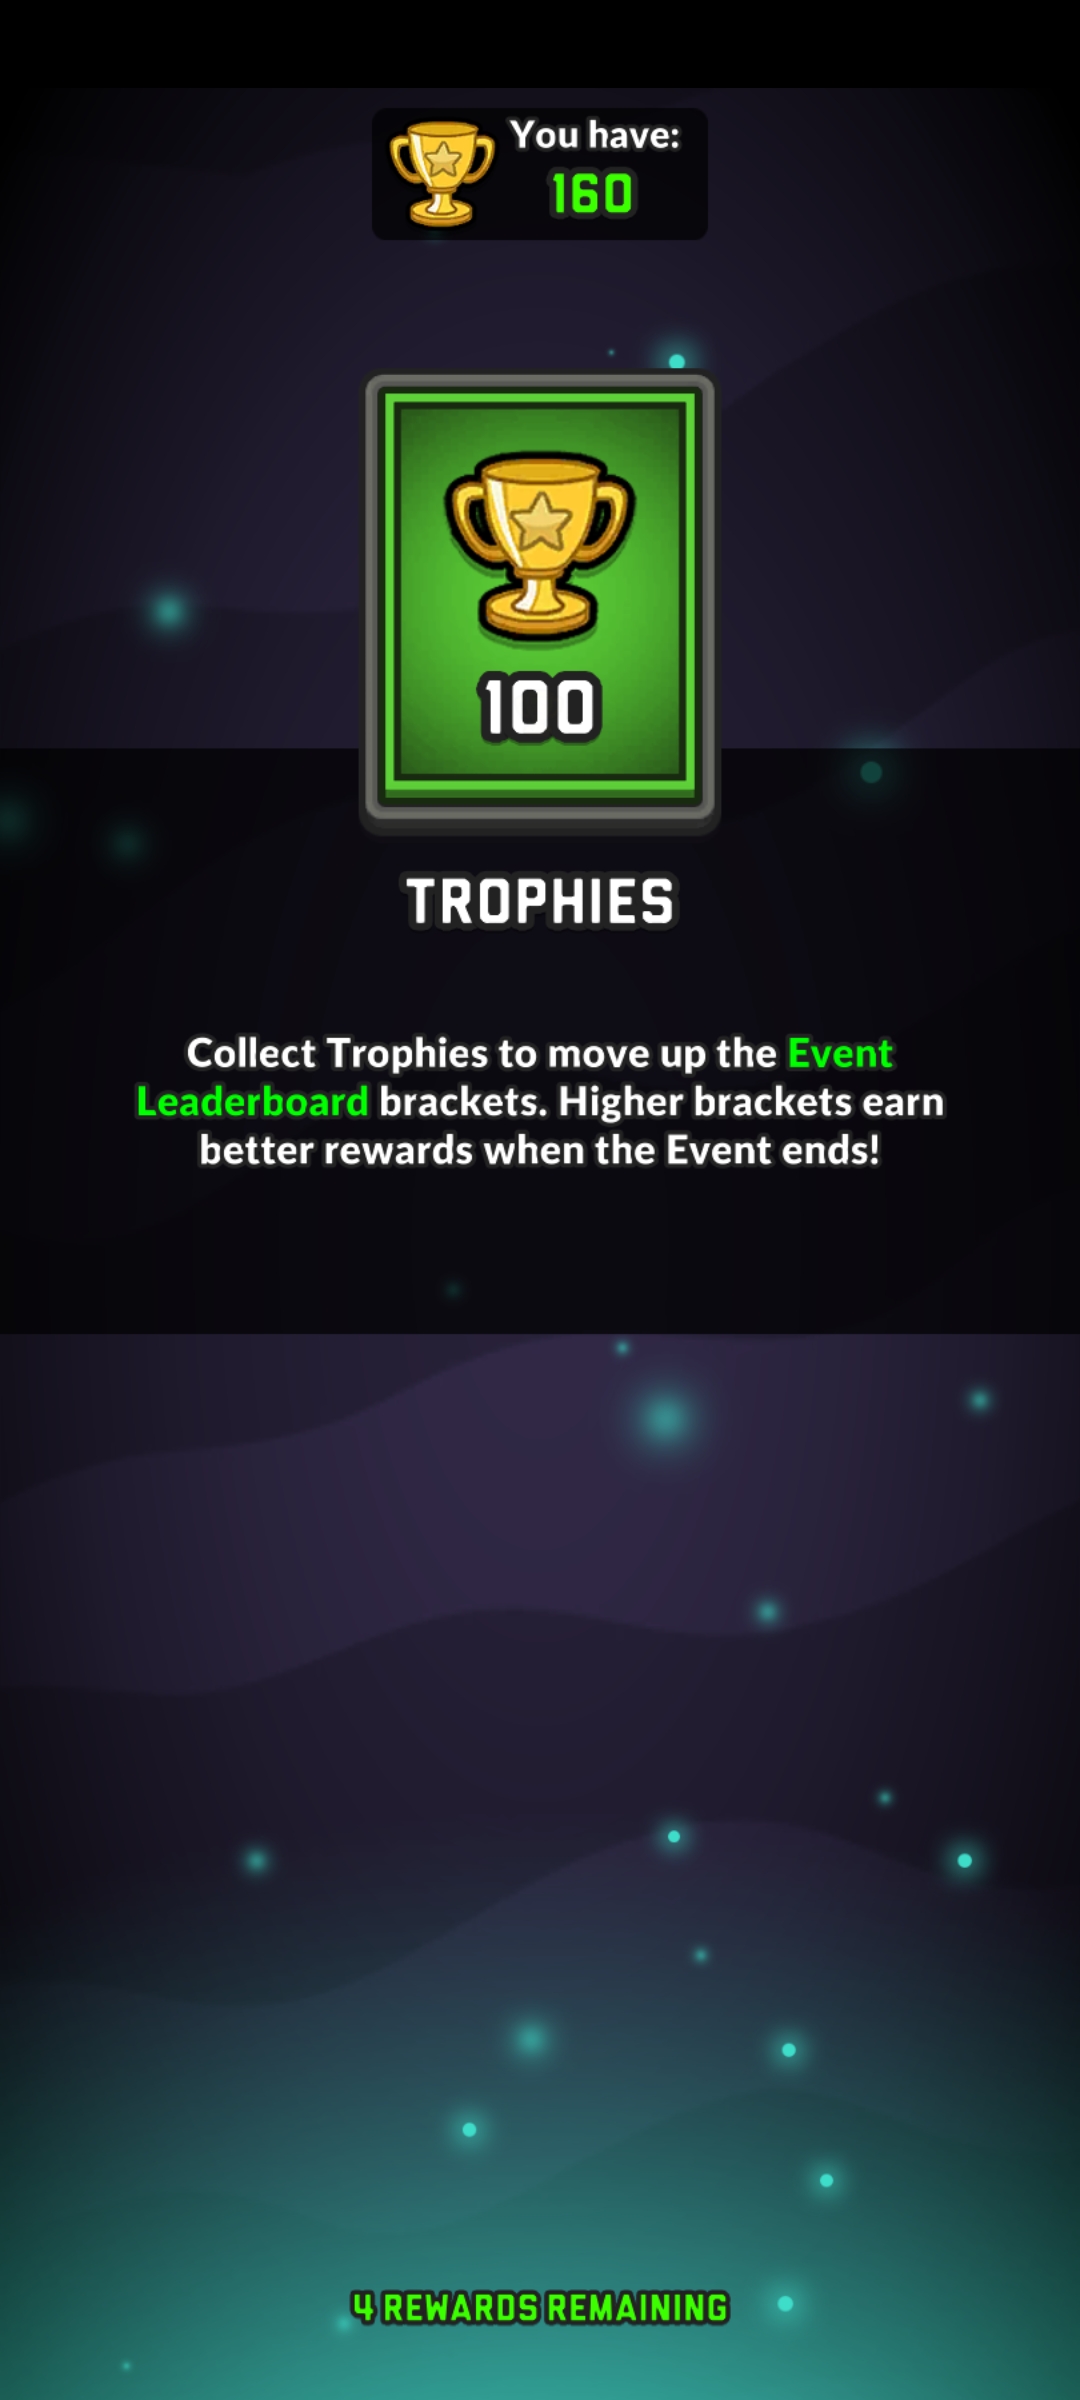 You have:
160
100
TROPHIES
Collect Trophies to move up the Event
Leaderboard brackets. Higher brackets earn
better rewards when the Event ends!
4 REWARDS REMAINING